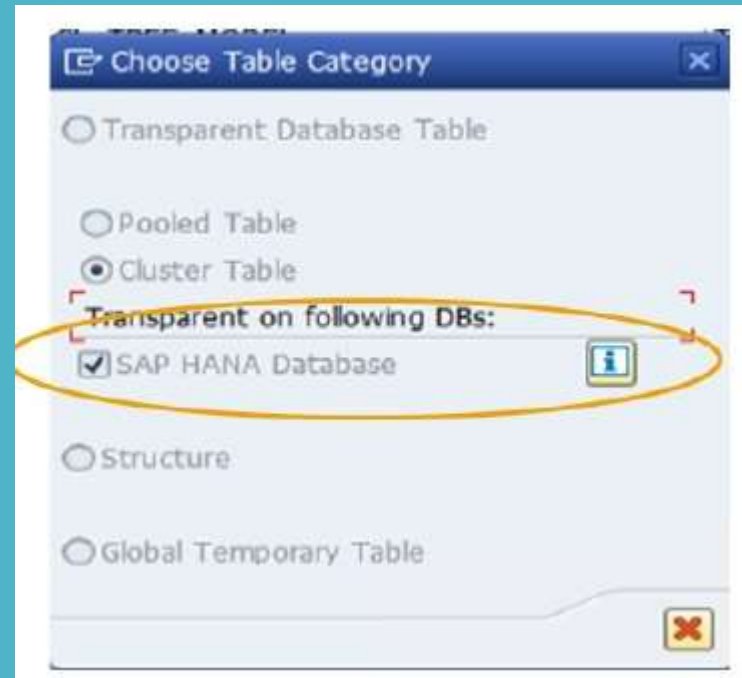 Choose Table Category
Transparent Database Table
Pooled Table
Cluster Table
Transparent on following DBs:
SAP HANA Database
Structure
Global Temporary Table